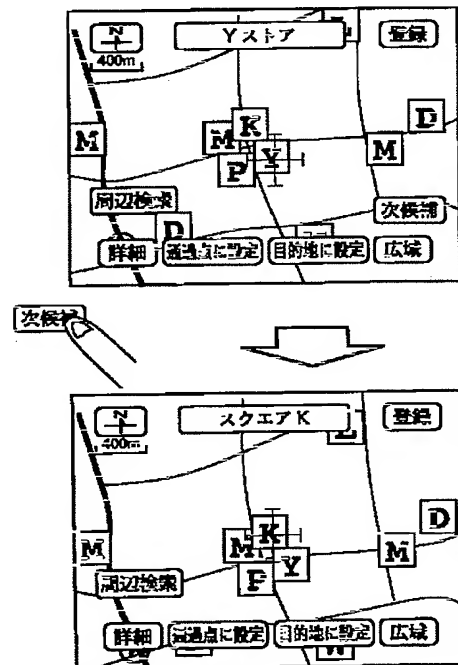 N
Yストア
登録
400m
D
K
M
M
Y
M
P
周辺検索
次候補
D
詳細
通過点に設定
目的地に設定
広域
次候補
N
スクエアK
登録
400m
D
K
M
M
M
Y
P
周辺検索
詳細
通過点に設定
目的地に設定
広域